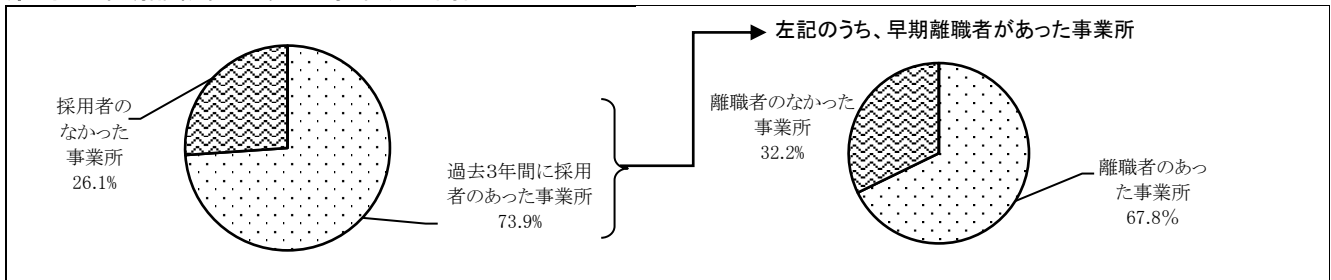 左記のうち、早期離職者があった事業所
採用者の
なかった
事業所
26.1%
過去3年間に採用
者のあった事業所
73.9%
離職者のなかった
事業所
32.2%
離職者のあっ
た事業所
67.8%